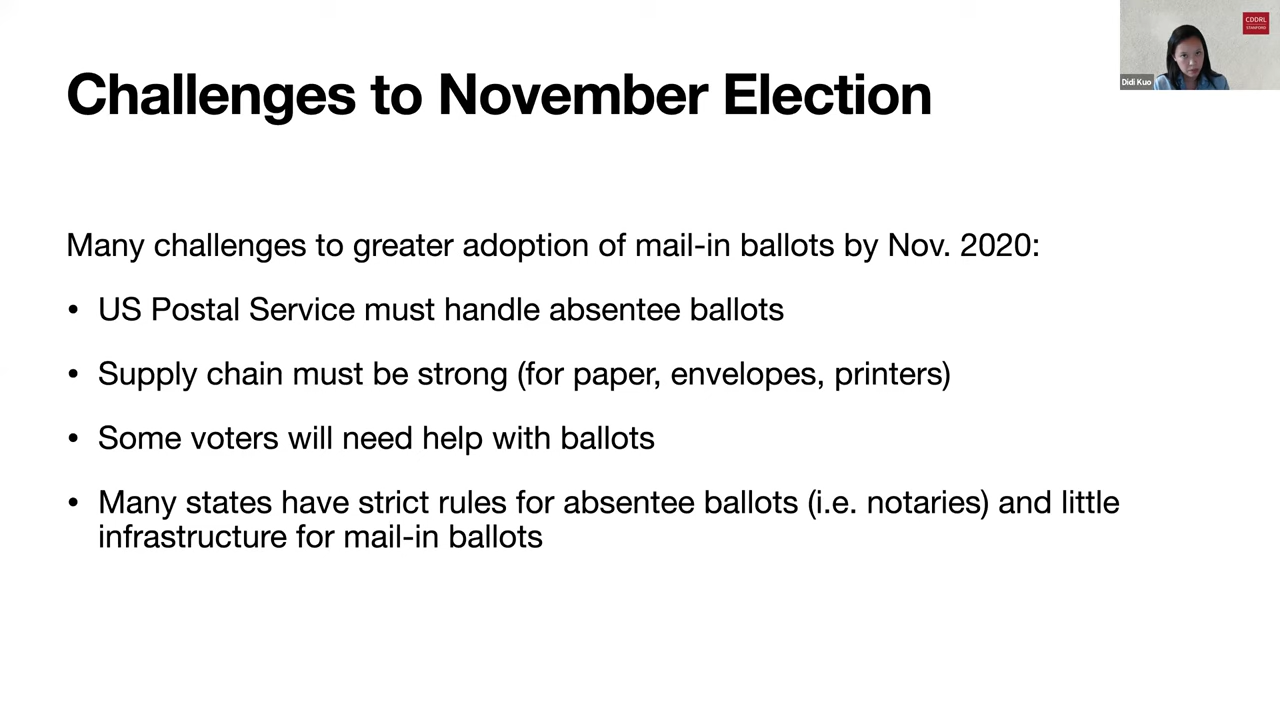 Challenges to November Election
CDDRL
STANFORD
Didi Kuo
Many challenges to greater adoption of mail-in ballots by Nov. 2020:
• US Postal Service must handle absentee ballots
• Supply chain must be strong (for paper, envelopes, printers)
• Some voters will need help with ballots
• Many states have strict rules for absentee ballots (i.e. notaries) and little
infrastructure for mail-in ballots